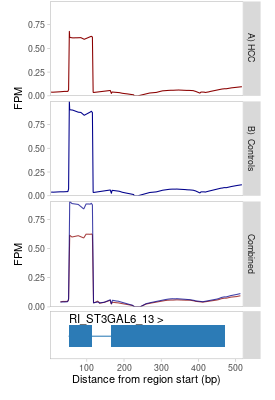 0.75
0.50
0.25
0.00
FPM
A) HCC
0.75
0.50
0.25
0.00
B) Controls
0.75
0.50
0.25
0.00
FPM
Combined
RI_ST3GAL6_13 >
100 200 300 400 500
Distance from region start (bp)